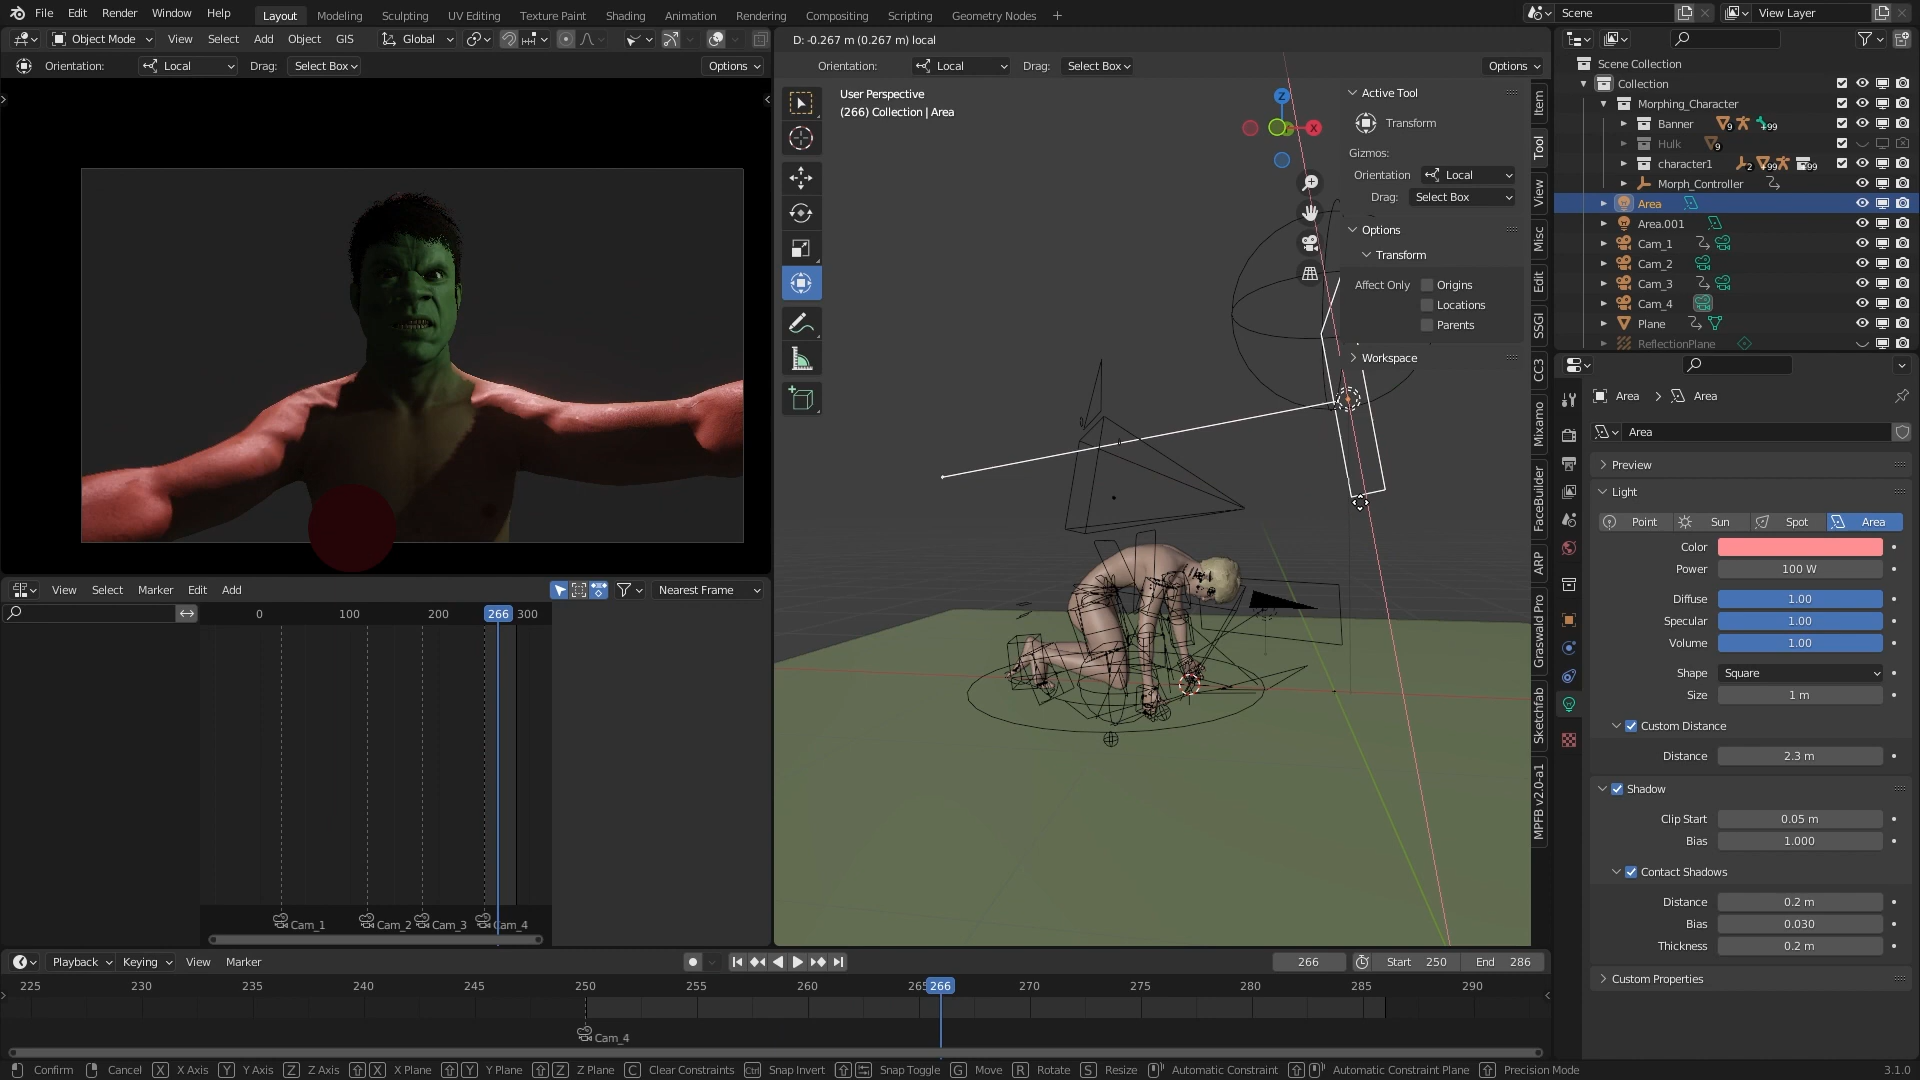 File Edit Render Window Help Layout Modeling Sculpting UV Editing Texture Paint Shading Animation Rendering Compositing Scripting Geometry Nodes + Scene View Layer
Object Mode View Select Add Object GIS Global
D: -0.267 m (0.267 m) local
Orientation: Local Drag: Select Box Options
Orientation: Local Drag: Select Box Options
User Perspective
(266) Collection | Area
Z
X
Active Tool
Transform
Gizmos:
Orientation Local
Drag: Select Box
Options
Transform
Affect Only Origins
Locations
Parents
Workspace
Item
Tool
View
Misc
Edit
SSGI
CC3
Mixamo
FaceBuilder
ARP
Graswald Pro
Sketchfab
MPFB v2.0-a1
Scene Collection
Collection
Morphing_Character
Banner 9 +99
Hulk 9
character1 2 +99 +99
Morph_Controller
Area
Area.001
Cam_1
Cam_2
Cam_3
Cam_4
Plane
ReflectionPlane
Area > Area
Area
Preview
Light
Point Sun Spot Area
Color
Power 100 W
Diffuse 1.00
Specular 1.00
Volume 1.00
Shape Square
Size 1 m
Custom Distance
Distance 2.3 m
Shadow
Clip Start 0.05 m
Bias 1.000
Contact Shadows
Distance 0.2 m
Bias 0.030
Thickness 0.2 m
Custom Properties
View Select Marker Edit Add Nearest Frame
0 100 200 266 300
Cam_1 Cam_2 Cam_3 Cam_4
Playback Keying View Marker 266 Start 250 End 286
225 230 235 240 245 250 255 260 265 266 270 275 280 285 290
Cam_4
Confirm Cancel X X Axis Y Y Axis Z Z Axis X X Plane Y Y Plane Z Z Plane C Clear Constraints Ctrl Snap Invert Snap Toggle G Move R Rotate S Resize Automatic Constraint Automatic Constraint Plane Precision Mode 3.1.0